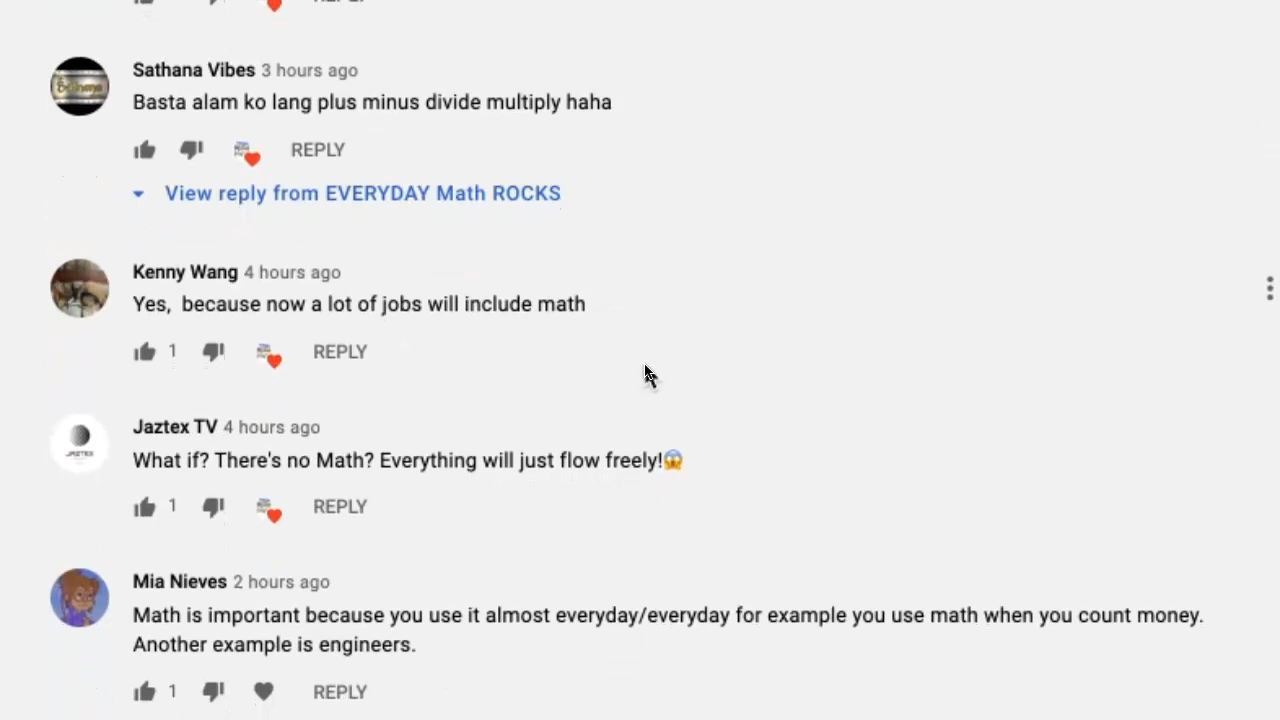 REPLY
Sathana Vibes 3 hours ago
Basta alam ko lang plus minus divide multiply haha
REPLY
View reply from EVERYDAY Math ROCKS
Kenny Wang 4 hours ago
Yes,  because now a lot of jobs will include math
1 REPLY
Jaztex TV 4 hours ago
What if? There's no Math? Everything will just flow freely!😱
JAZTEX
1 REPLY
Mia Nieves 2 hours ago
Math is important because you use it almost everyday/everyday for example you use math when you count money.
Another example is engineers.
1 REPLY